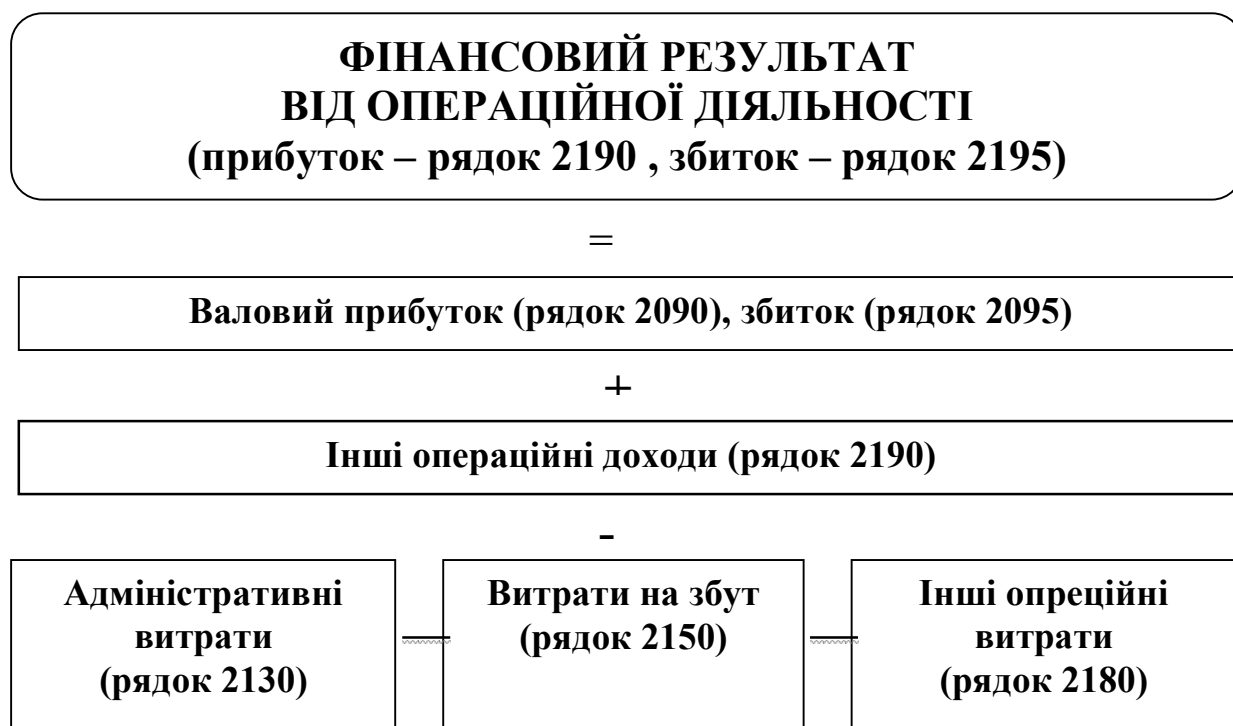 ФІНАНСОВИЙ РЕЗУЛЬТАТ
ВІД ОПЕРАЦІЙНОЇ ДІЯЛЬНОСТІ
(прибуток – рядок 2190 , збиток – рядок 2195)
=
Валовий прибуток (рядок 2090), збиток (рядок 2095)
+
Інші операційні доходи (рядок 2190)
-
Адміністративні
витрати
(рядок 2130)
—
Витрати на збут
(рядок 2150)
—
Інші опреційні
витрати
(рядок 2180)